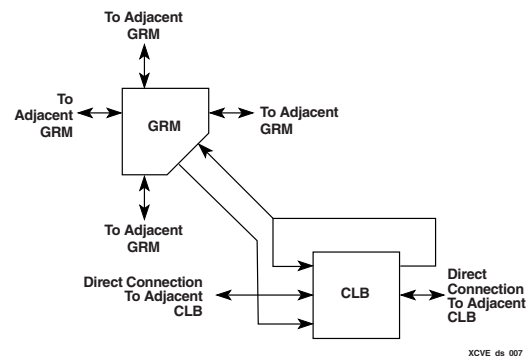 To Adjacent
GRM
To
Adjacent
GRM
GRM
To Adjacent
GRM
To Adjacent
GRM
Direct Connection
To Adjacent
CLB
CLB
Direct
Connection
To Adjacent
CLB
XCVE_ds_007